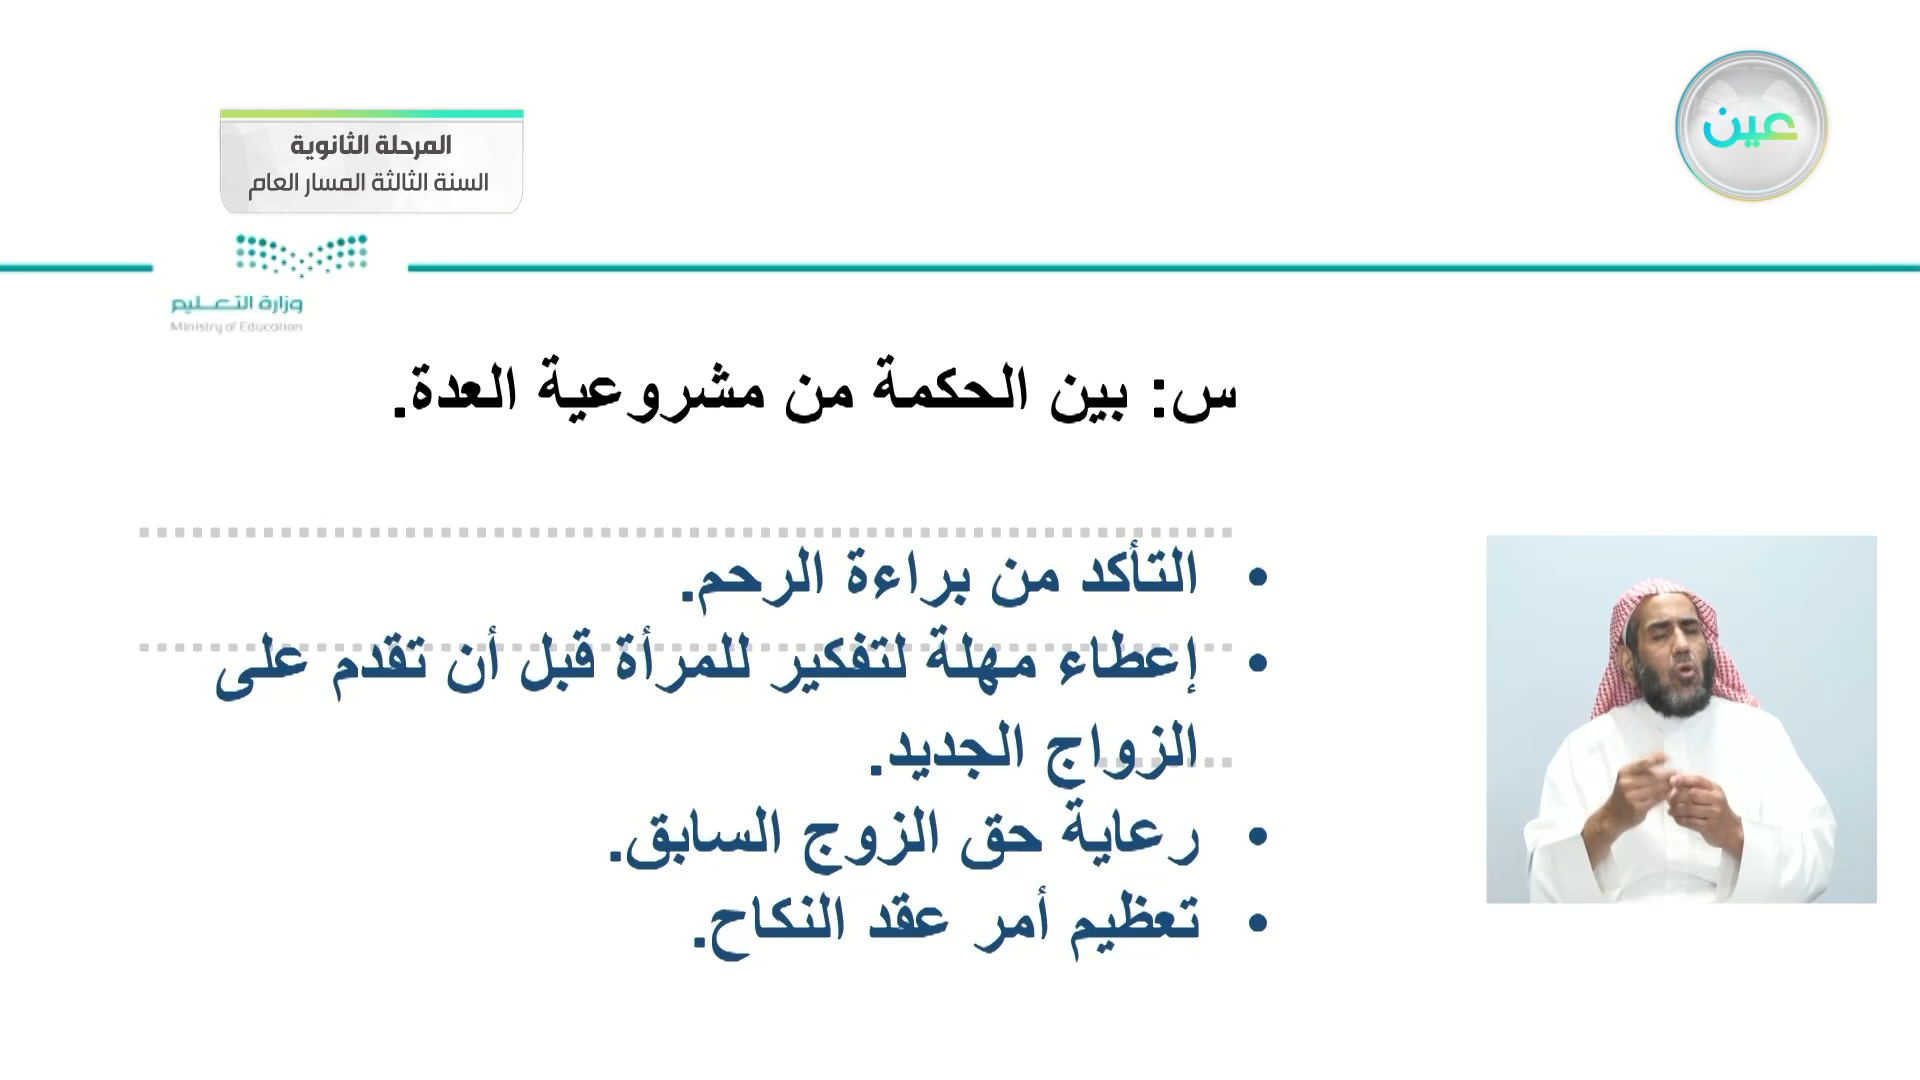 عين
المرحلة الثانوية
السنة الثالثة المسار العام
وزارة التعليم
Ministry of Education
س: بين الحكمة من مشروعية العدة.
• التأكد من براءة الرحم.
• إعطاء مهلة لتفكير للمرأة قبل أن تقدم على
الزواج الجديد.
• رعاية حق الزوج السابق.
• تعظيم أمر عقد النكاح.